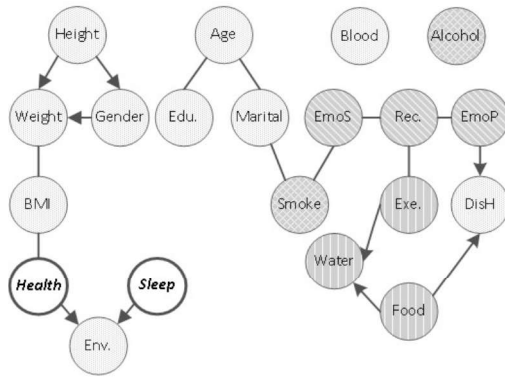 Height
Age
Blood
Alcohol
Weight
Gender
Edu.
Marital
EmoS
Rec.
EmoP
BMI
Smoke
Exe.
DisH
Water
Health
Sleep
Food
Env.